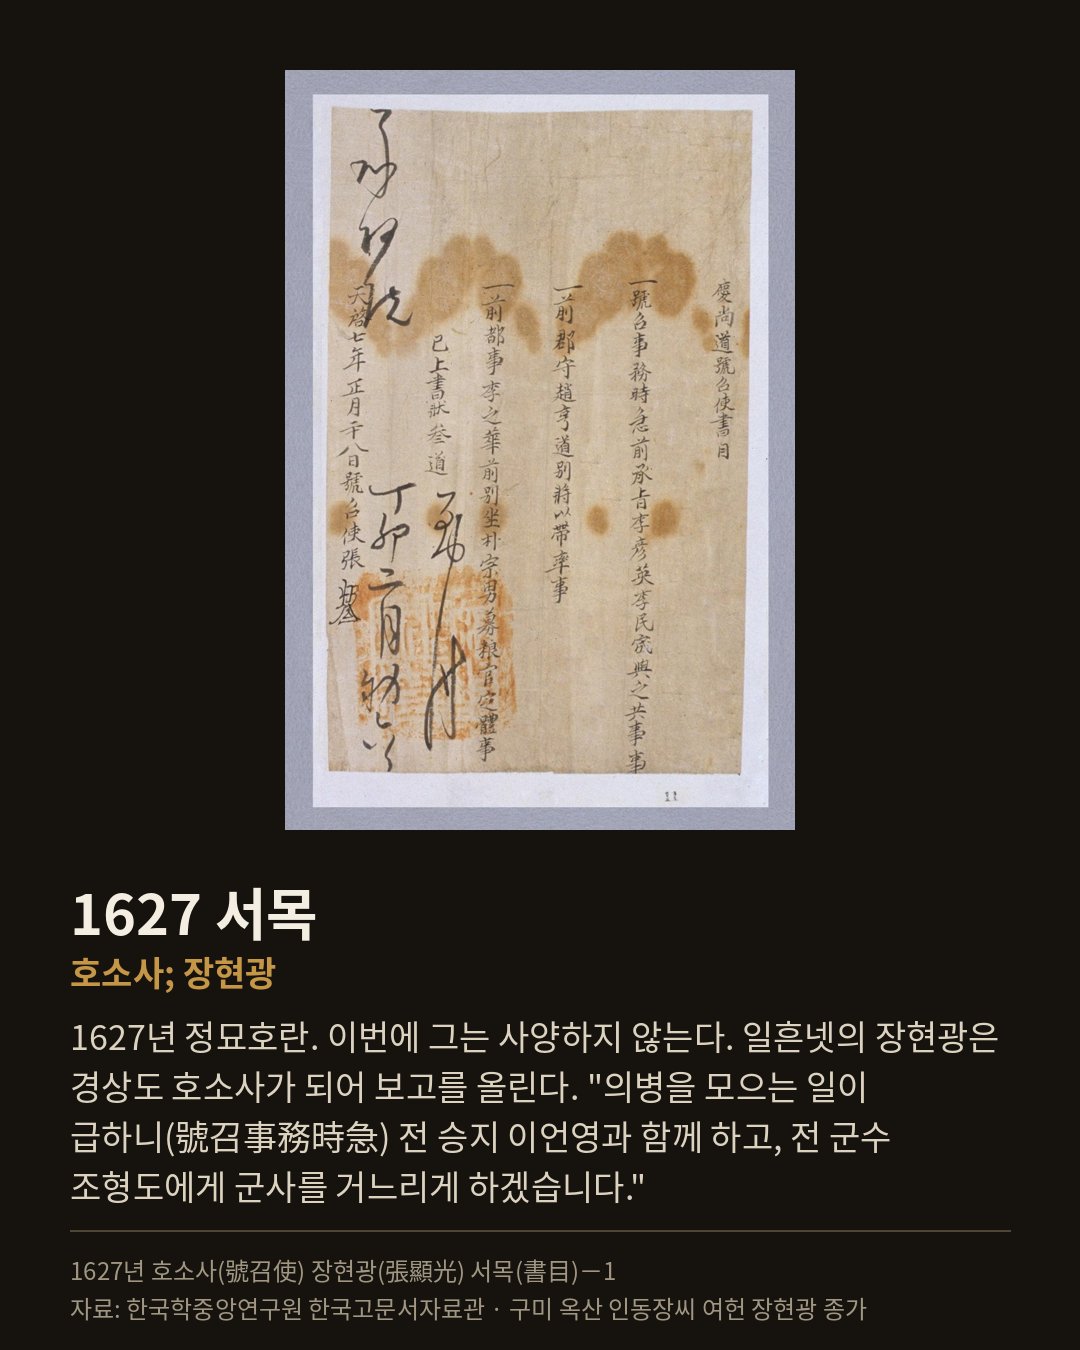 慶尚道號召使書目
一號召事務時急前承旨李彦英李民宬與之共事事
一前郡守趙亨道別將以帶率事
一前都事李之華前別坐朴宗男募粮官定體事
已上書狀叁道
天啓七年正月二十八日號召使張
丁卯二月初六
1627 서목
호소사; 장현광
1627년 정묘호란. 이번에 그는 사양하지 않는다. 일흔넷의 장현광은
경상도 호소사가 되어 보고를 올린다. "의병을 모으는 일이
급하니(號召事務時急) 전 승지 이언영과 함께 하고, 전 군수
조형도에게 군사를 거느리게 하겠습니다."
1627년 호소사(號召使) 장현광(張顯光) 서목(書目)－1
자료: 한국학중앙연구원 한국고문서자료관 · 구미 옥산 인동장씨 여헌 장현광 종가